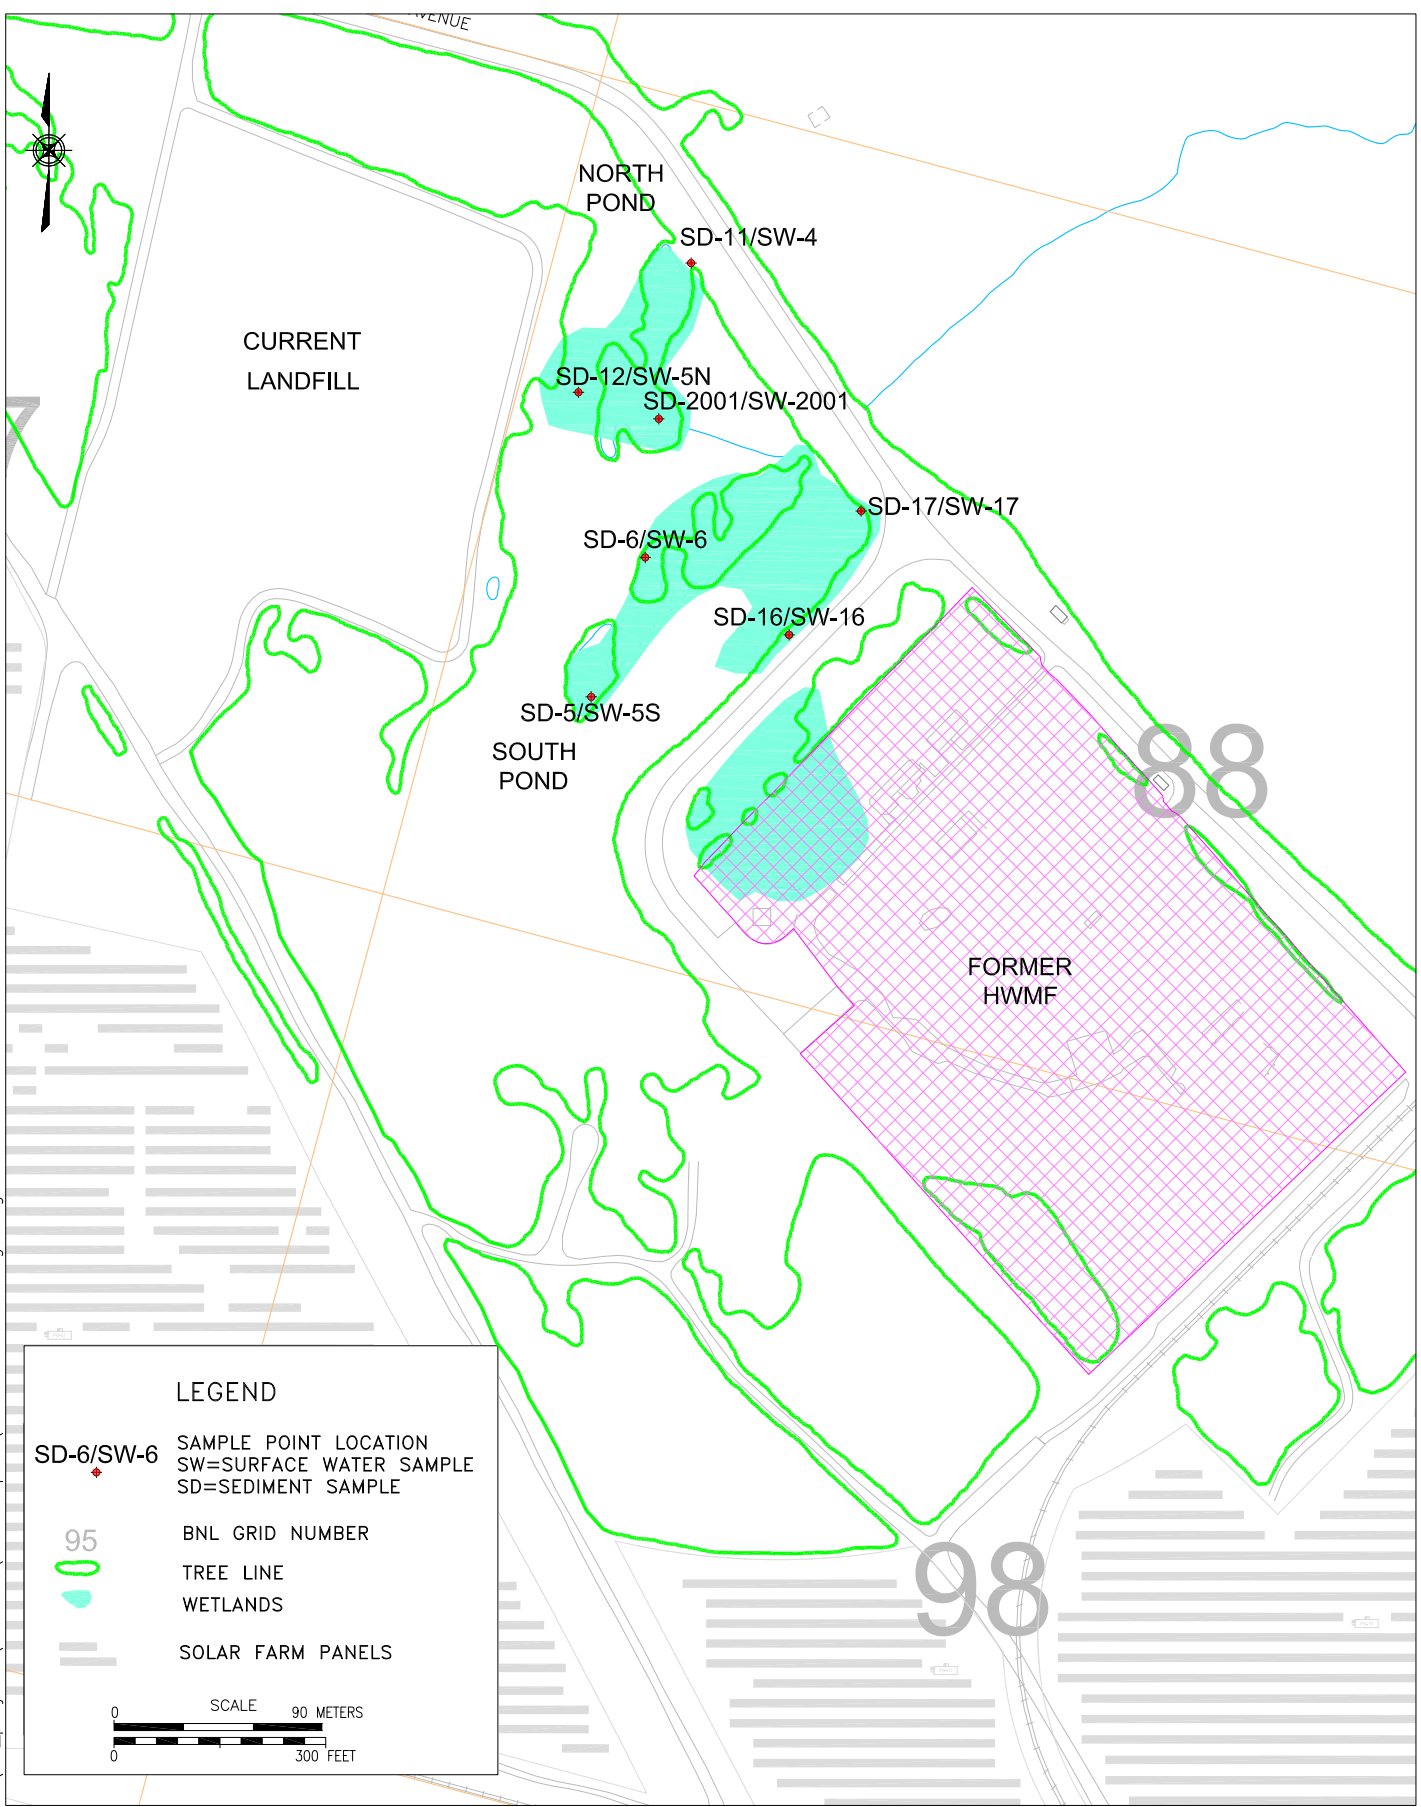 AVENUE
NORTH
POND
SD-11/SW-4
CURRENT
LANDFILL
SD-12/SW-5N
SD-2001/SW-2001
7
SD-17/SW-17
SD-6/SW-6
SD-16/SW-16
SD-5/SW-5S
SOUTH
POND
88
FORMER
HWMF
98
LEGEND
SD-6/SW-6
SAMPLE POINT LOCATION
SW=SURFACE WATER SAMPLE
SD=SEDIMENT SAMPLE
95
BNL GRID NUMBER
TREE LINE
WETLANDS
SOLAR FARM PANELS
SCALE
0 90 METERS
0 300 FEET